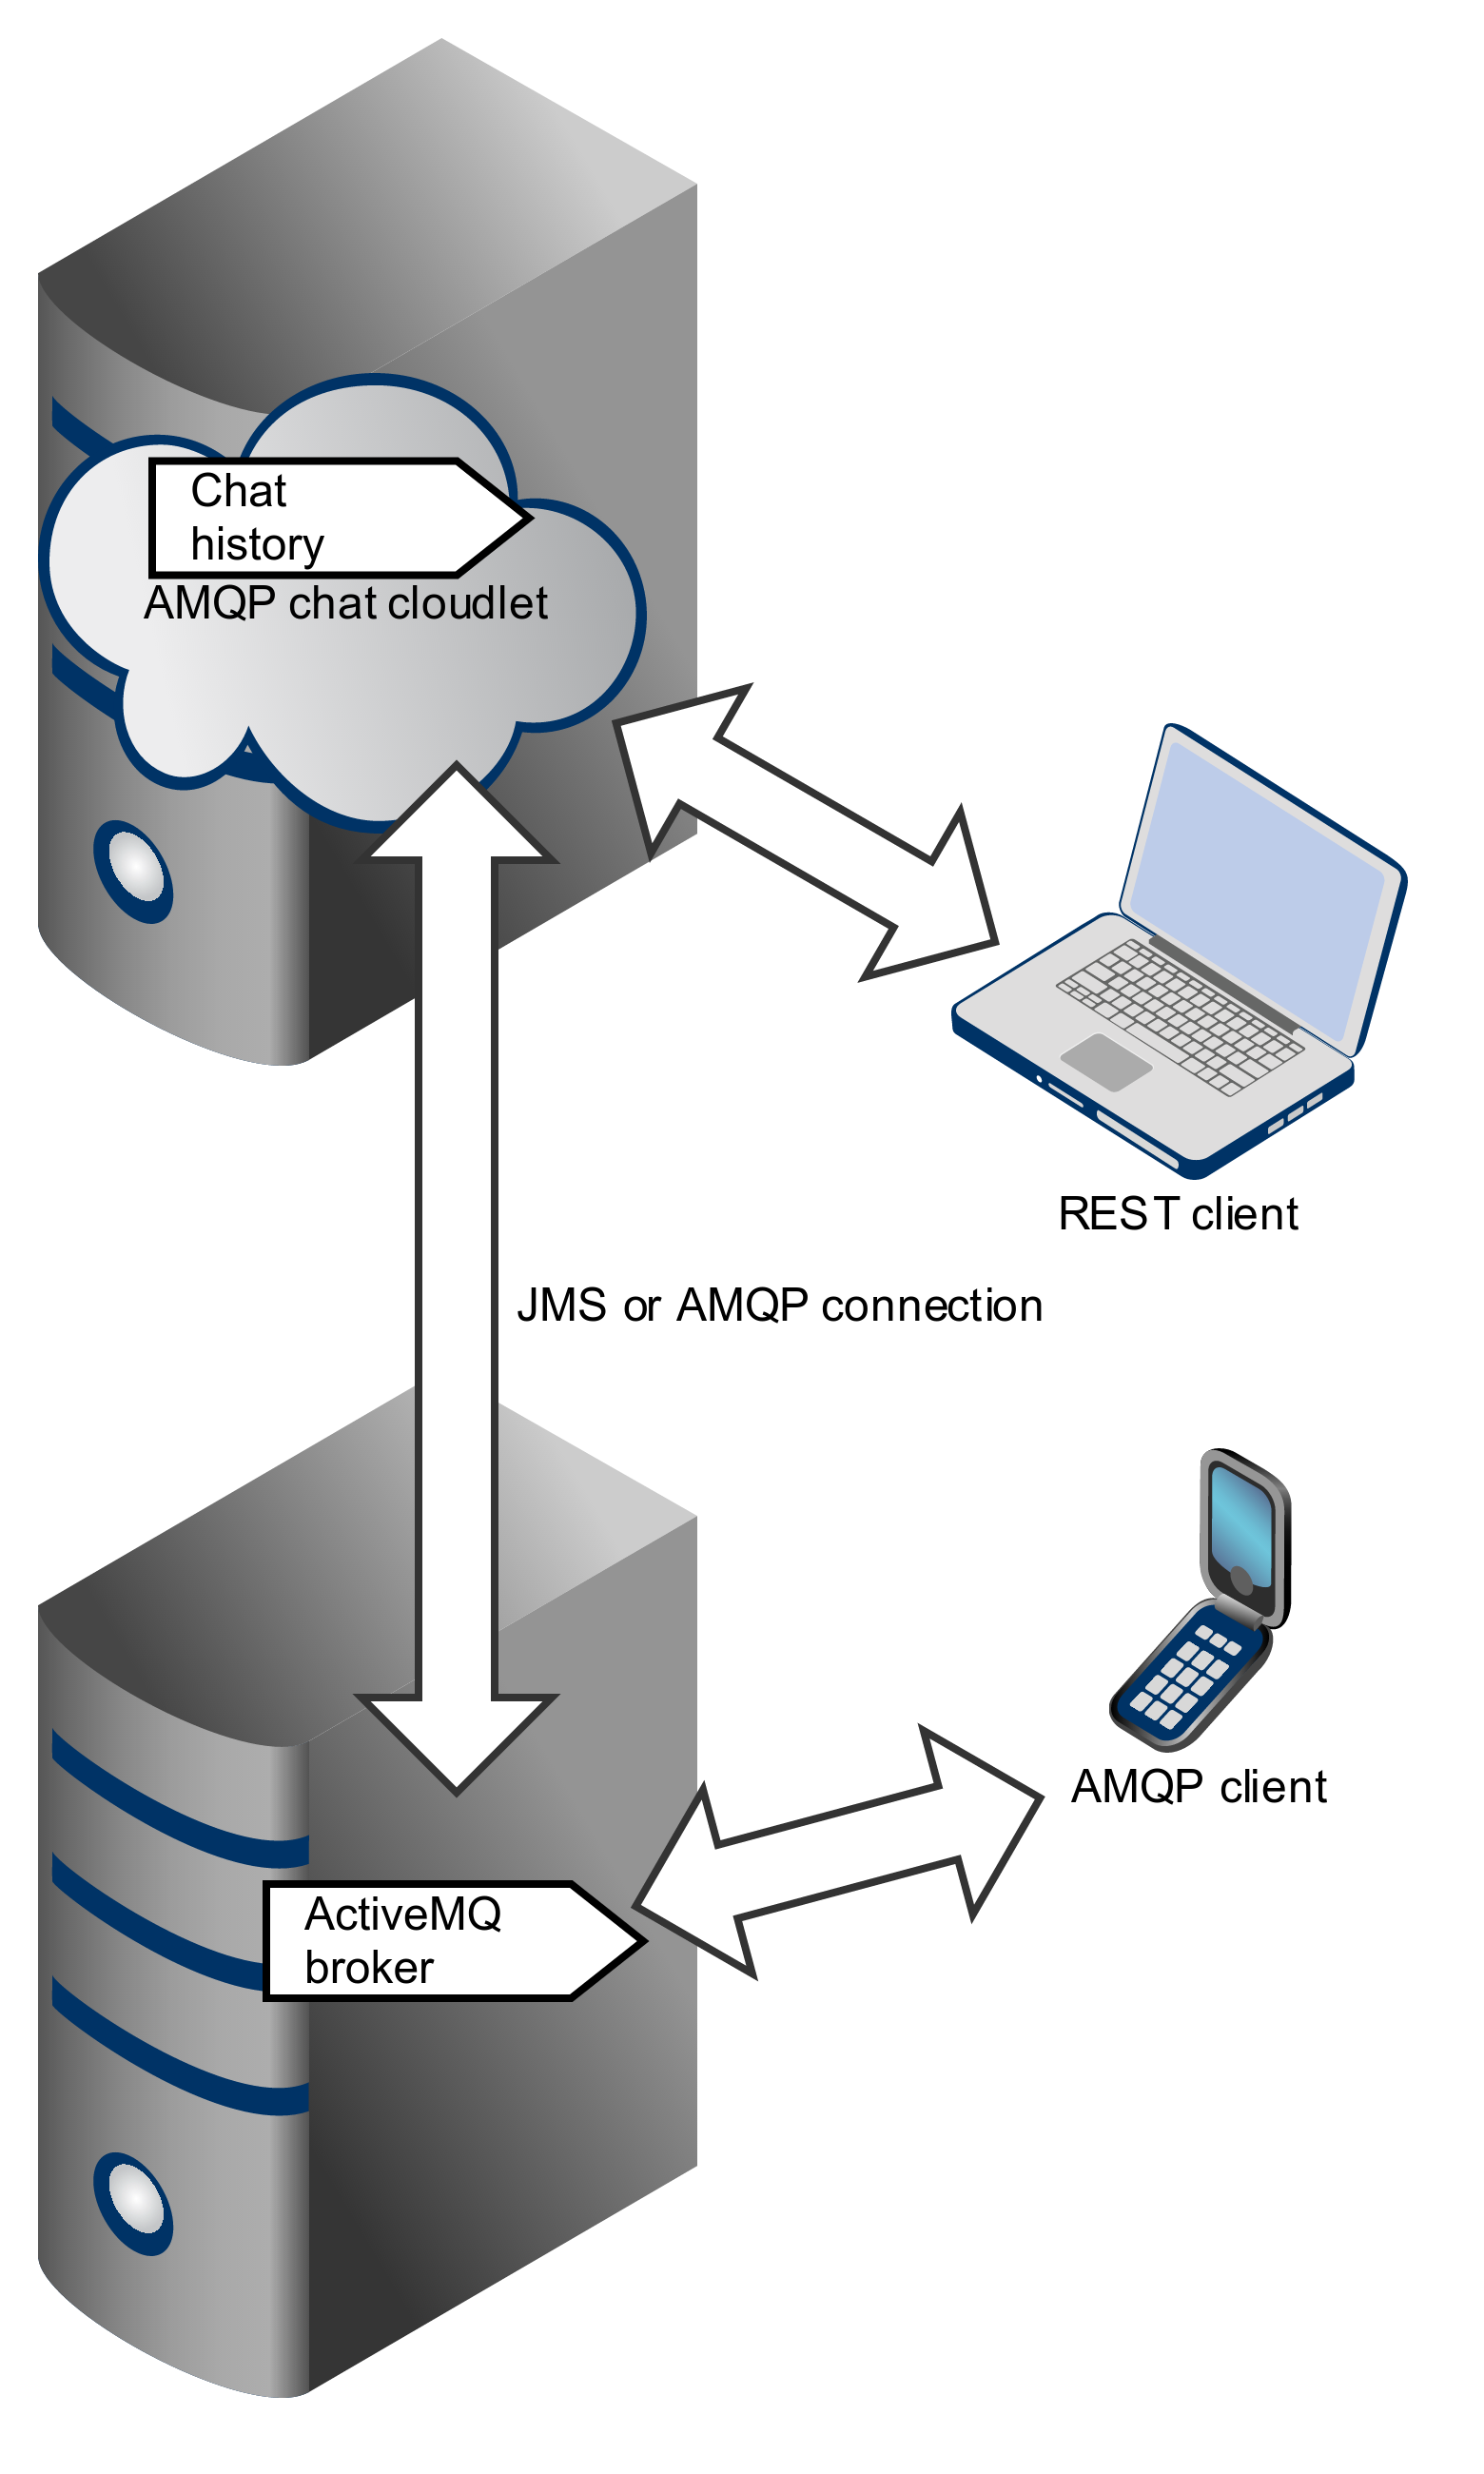 Chat
history
AMQP chat cloudlet
REST client
JMS or AMQP connection
AMQP client
ActiveMQ
broker